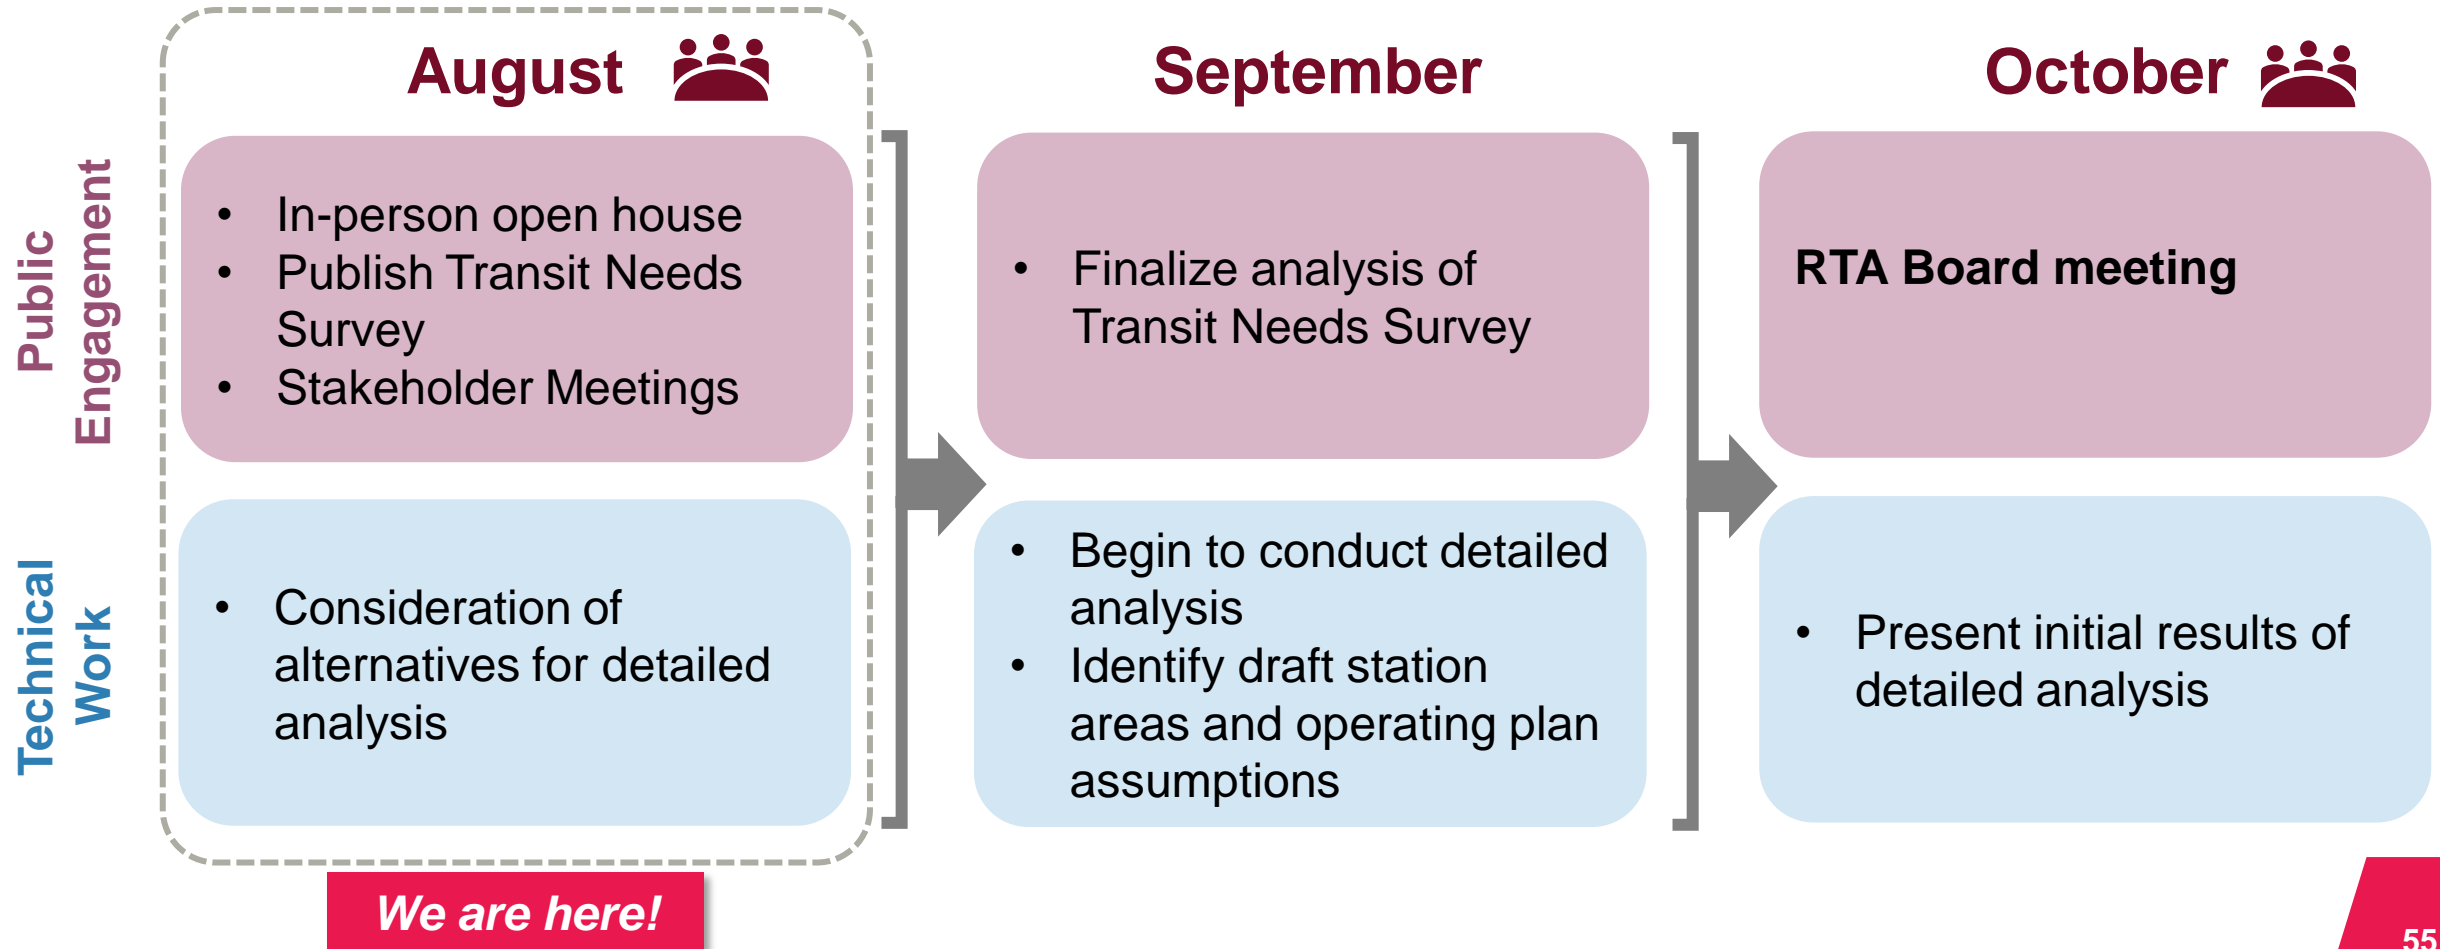 August
September
October
Public
Engagement
• In-person open house
• Publish Transit Needs
Survey
• Stakeholder Meetings
• Finalize analysis of
Transit Needs Survey
RTA Board meeting
Technical
Work
• Consideration of
alternatives for detailed
analysis
• Begin to conduct detailed
analysis
• Identify draft station
areas and operating plan
assumptions
• Present initial results of
detailed analysis
We are here!
55